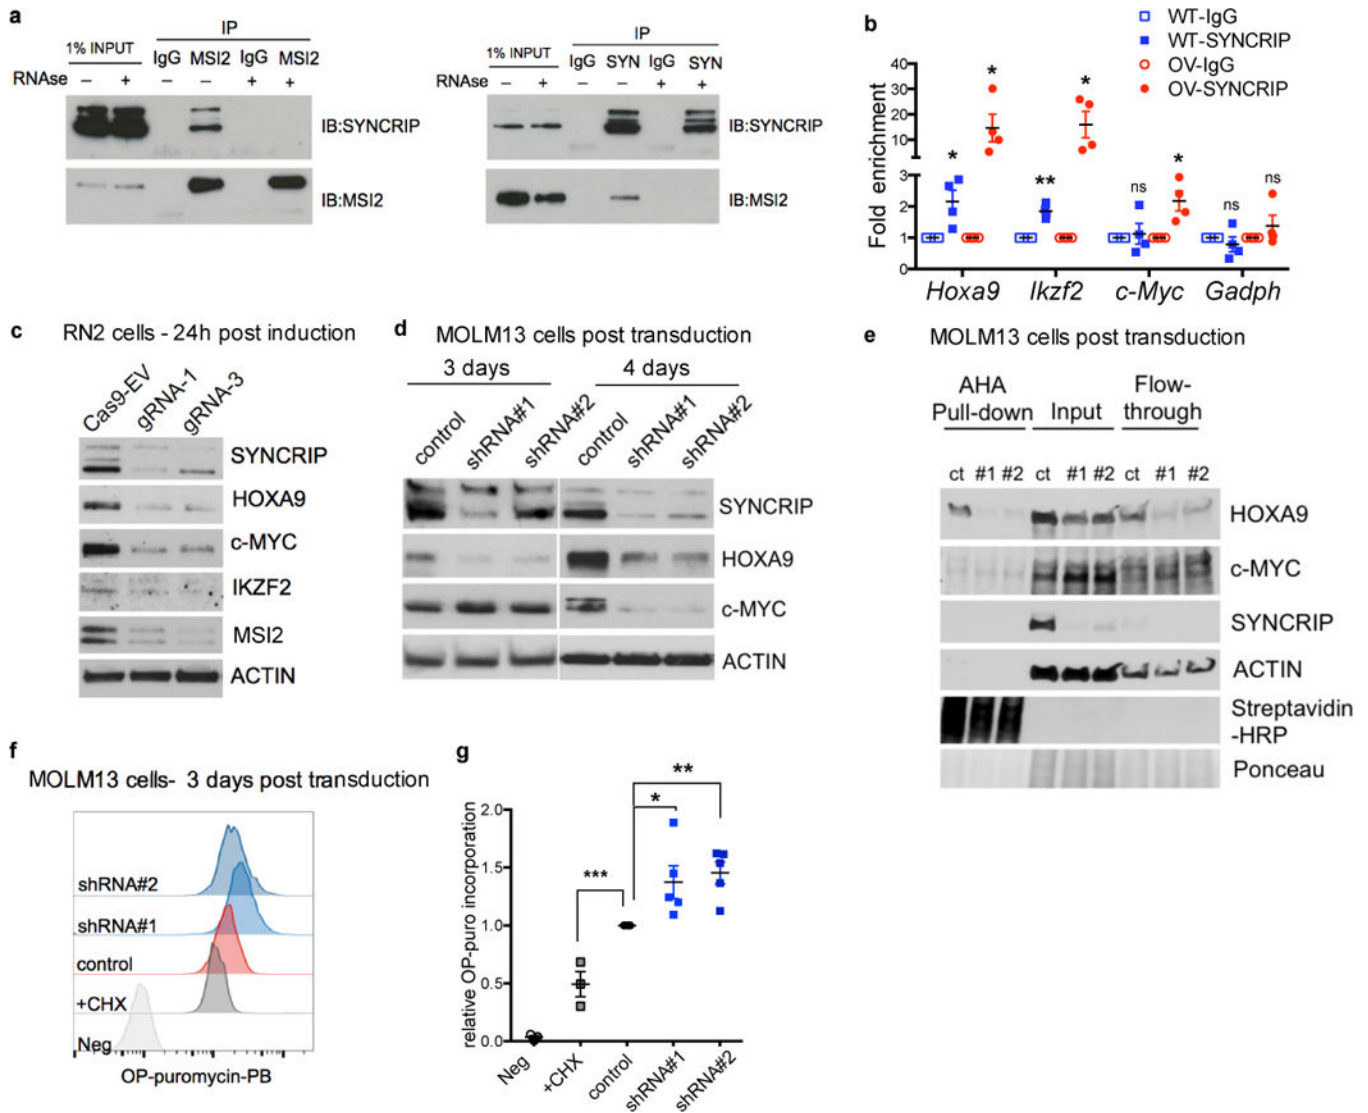 a
IP
1% INPUT
IgG MSI2 IgG MSI2
RNAse – + – – + +
IB:SYNCRIP
IB:MSI2
IP
1% INPUT
IgG SYN IgG SYN
RNAse – + – – + +
IB:SYNCRIP
IB:MSI2
b
WT-IgG
WT-SYNCRIP
OV-IgG
OV-SYNCRIP
Fold enrichment
40
30
20
10
3
2
1
0
* * ** * ns * ns ns
Hoxa9 Ikzf2 c-Myc Gadph
c
RN2 cells - 24h post induction
Cas9-EV gRNA-1 gRNA-3
SYNCRIP
HOXA9
c-MYC
IKZF2
MSI2
ACTIN
d
MOLM13 cells post transduction
3 days 4 days
control shRNA#1 shRNA#2 control shRNA#1 shRNA#2
SYNCRIP
HOXA9
c-MYC
ACTIN
e
MOLM13 cells post transduction
AHA Pull-down Input Flow-through
ct #1 #2 ct #1 #2 ct #1 #2
HOXA9
c-MYC
SYNCRIP
ACTIN
Streptavidin
-HRP
Ponceau
f
MOLM13 cells- 3 days post transduction
shRNA#2
shRNA#1
control
+CHX
Neg
OP-puromycin-PB
g
relative OP-puro incorporation
2.0
1.5
1.0
0.5
0.0
***
*
**
Neg +CHX control shRNA#1 shRNA#2